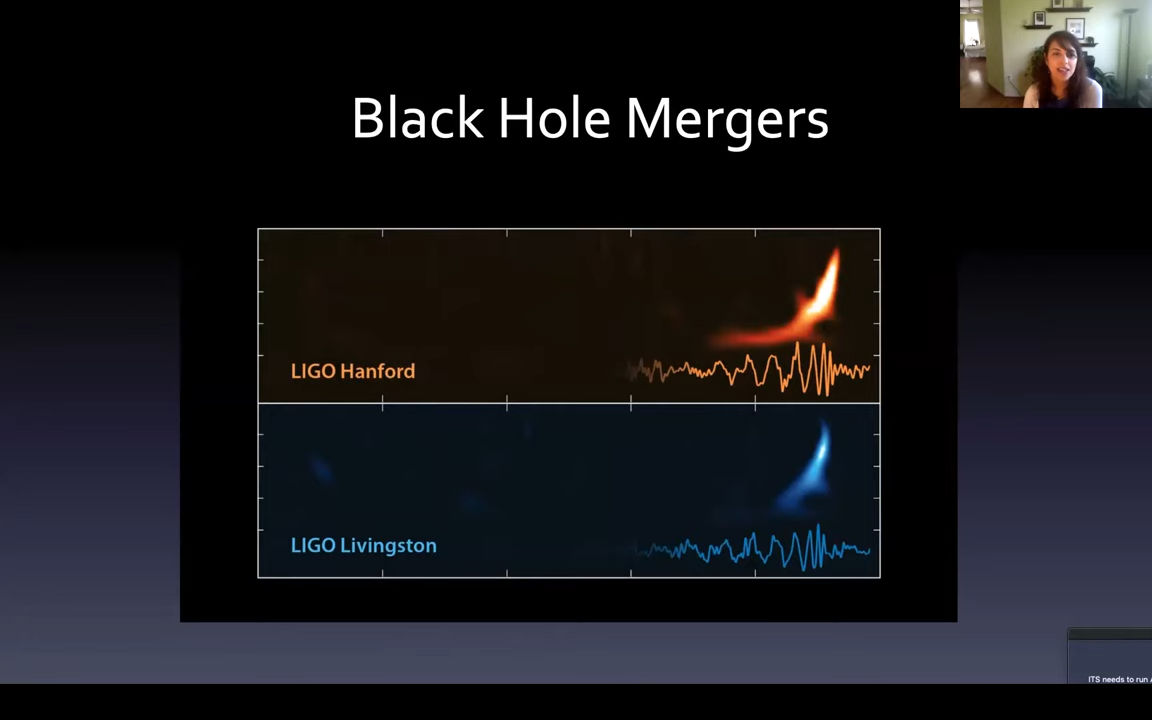 Black Hole Mergers
LIGO Hanford
LIGO Livingston
ITS needs to run